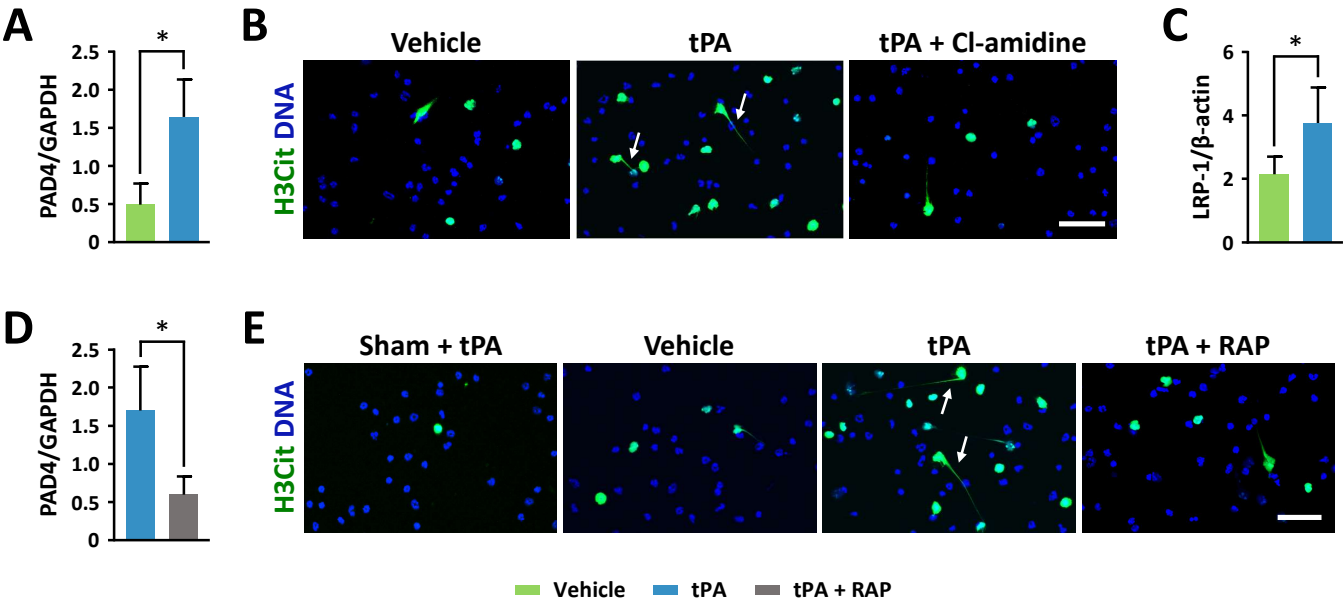 A
PAD4/GAPDH
2.5
2.0
1.5
1.0
0.5
0
*
B
Vehicle
tPA
tPA + Cl-amidine
H3Cit DNA
C
LRP-1/β-actin
6
4
2
0
*
D
PAD4/GAPDH
2.5
2.0
1.5
1.0
0.5
0
*
E
Sham + tPA
Vehicle
tPA
tPA + RAP
H3Cit DNA
Vehicle tPA tPA + RAP